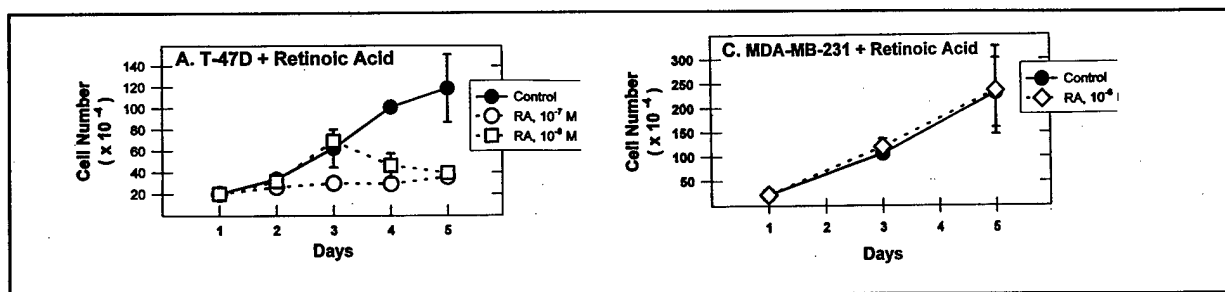 A. T-47D + Retinoic Acid
140
120
100
80
60
40
20
Cell Number
( x 10⁻⁴)
1 2 3 4 5
Days
Control
RA, 10⁻⁷ M
RA, M
C. MDA-MB-231 + Retinoic Acid
300
250
200
150
100
50
Cell Number
( x 10⁻⁴)
1 2 3 4 5
Days
Control
RA,